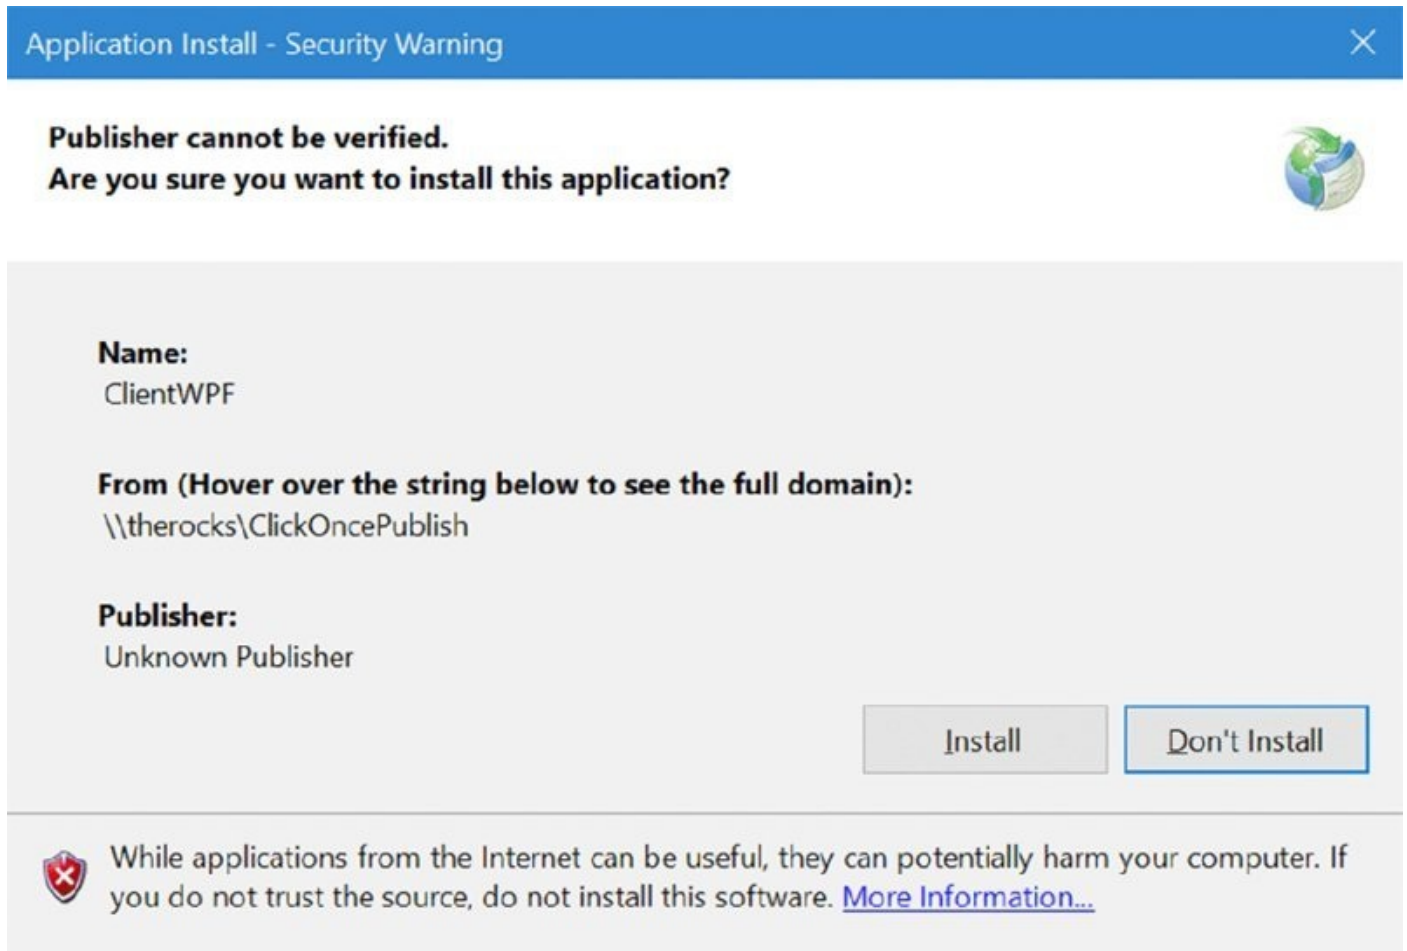 Application Install - Security Warning
Publisher cannot be verified.
Are you sure you want to install this application?
Name:
ClientWPF
From (Hover over the string below to see the full domain):
\\therocks\ClickOncePublish
Publisher:
Unknown Publisher
Install
Don't Install
While applications from the Internet can be useful, they can potentially harm your computer. If
you do not trust the source, do not install this software. More Information...